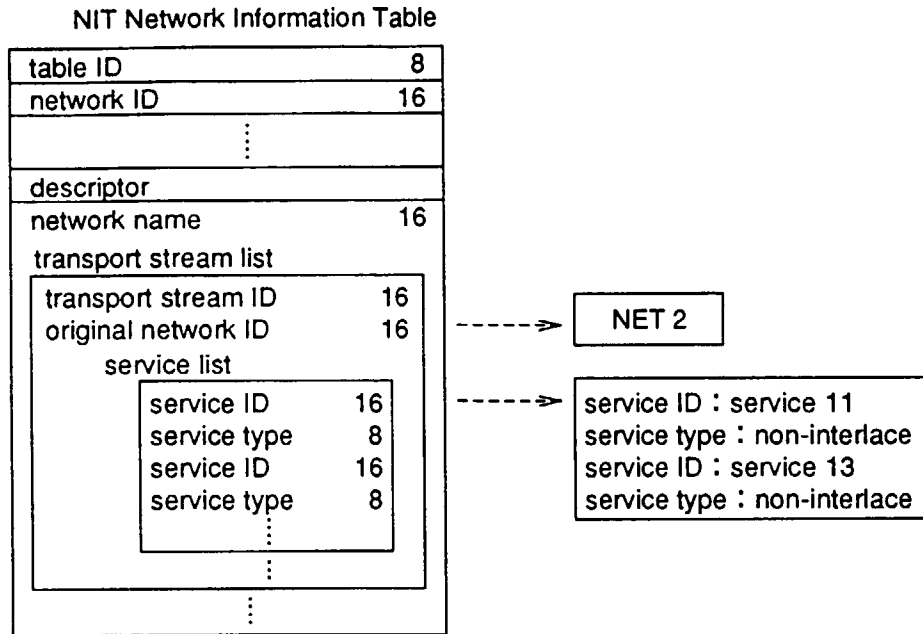 NIT Network Information Table
table ID 8
network ID 16
descriptor
network name 16
transport stream list
transport stream ID 16
original network ID 16
NET 2
service list
service ID 16
service type 8
service ID 16
service type 8
service ID : service 11
service type : non-interlace
service ID : service 13
service type : non-interlace